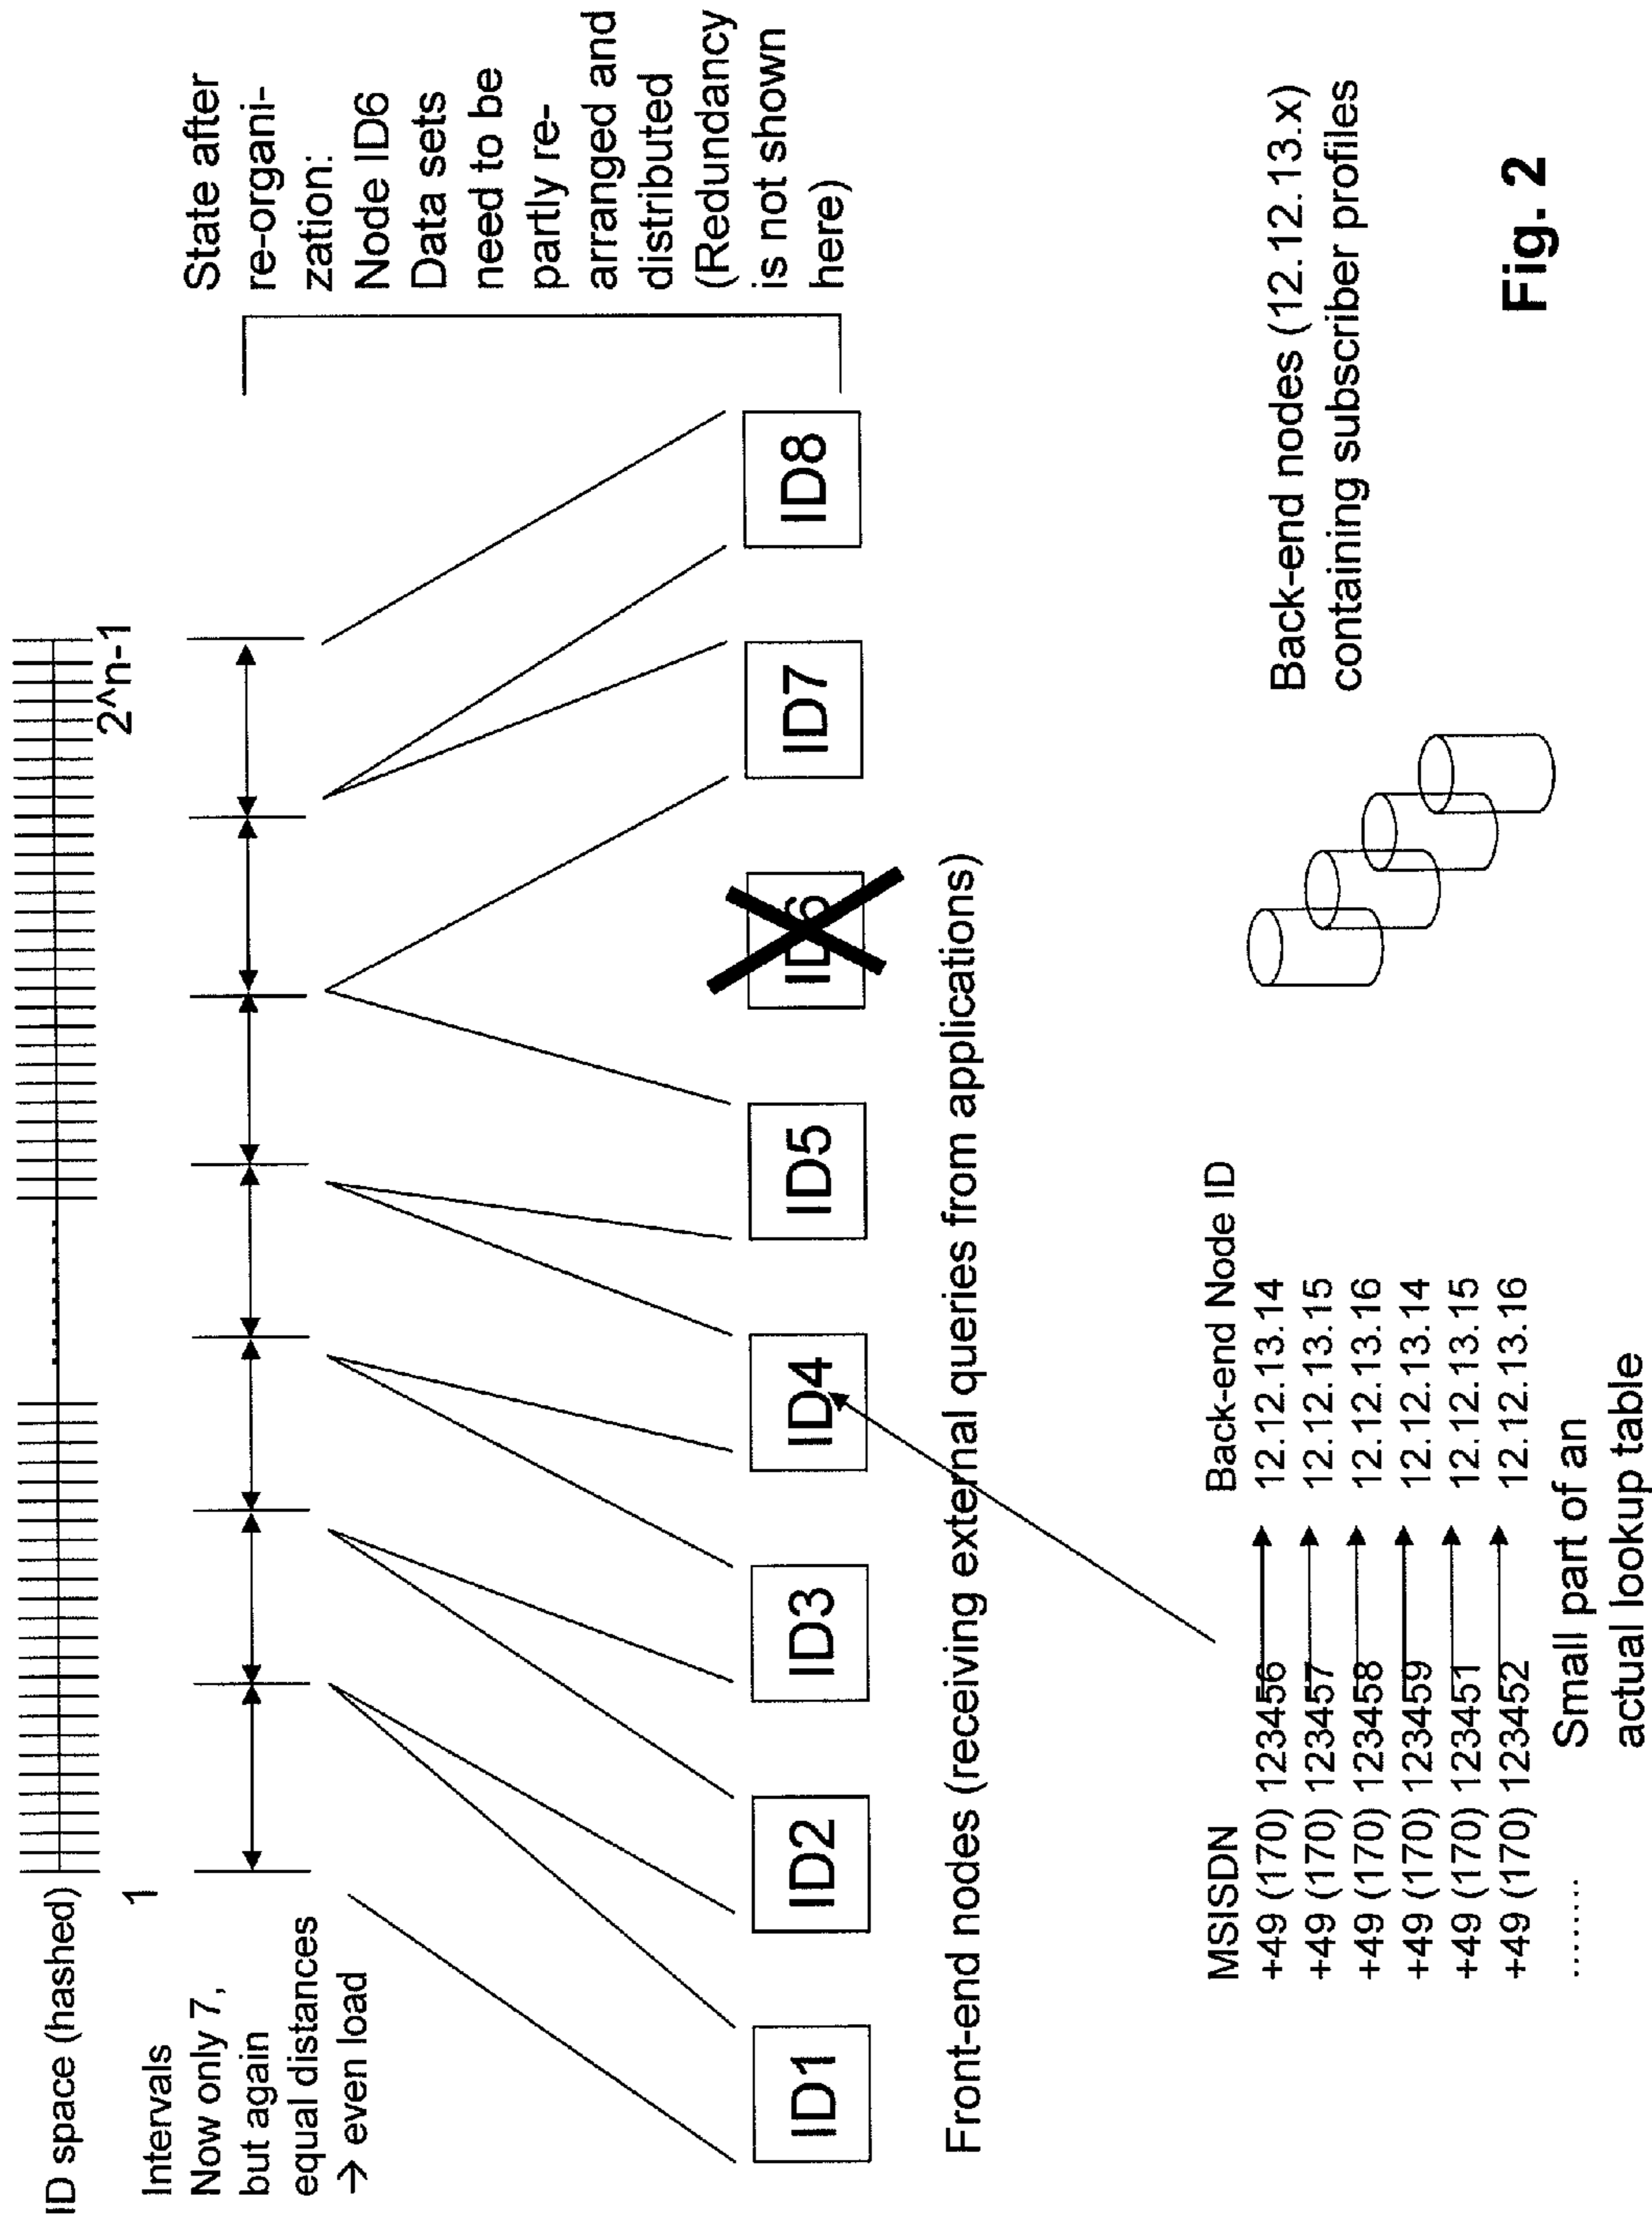 ID space (hashed)
1
2^n-1
Intervals
Now only 7,
but again
equal distances
→ even load
State after
re-organi-
zation:
Node ID6
Data sets
need to be
partly re-
arranged and
distributed
(Redundancy
is not shown
here)
ID1
ID2
ID3
ID4
ID5
ID6
ID7
ID8
Front-end nodes (receiving external queries from applications)
MSISDN Back-end Node ID
+49 (170) 123456 12.12.13.14
+49 (170) 123457 12.12.13.15
+49 (170) 123458 12.12.13.16
+49 (170) 123459 12.12.13.14
+49 (170) 123451 12.12.13.15
+49 (170) 123452 12.12.13.16
.........
Small part of an
actual lookup table
Back-end nodes (12.12.13.x)
containing subscriber profiles
Fig. 2